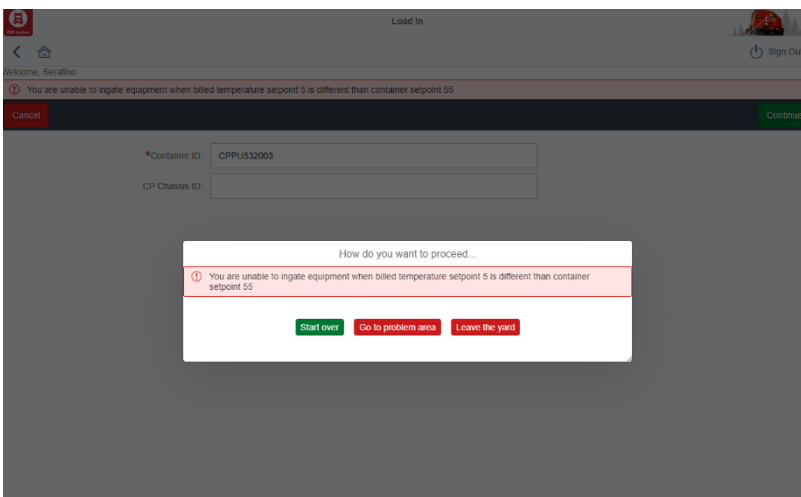 Load In
Sign Ou
Welcome, Serafino
You are unable to ingate equipment when billed temperature setpoint 5 is different than container setpoint 55
Cancel
Continue
*Container ID: CPPU532003
CP Chassis ID:
How do you want to proceed...
You are unable to ingate equipment when billed temperature setpoint 5 is different than container
setpoint 55
Start over
Go to problem area
Leave the yard